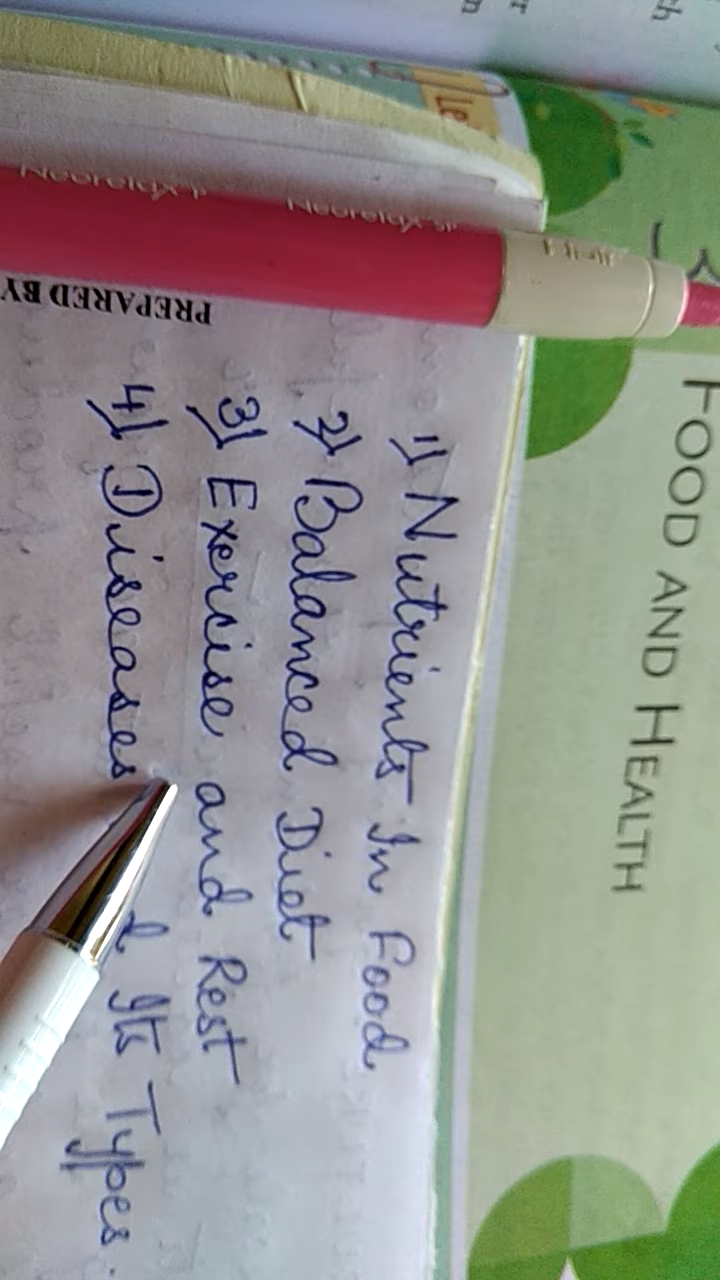 FOOD AND HEALTH
1) Nutrients In Food
2) Balanced Diet
3) Exercise and Rest
4) Diseases Its Types.
PREPARED BY